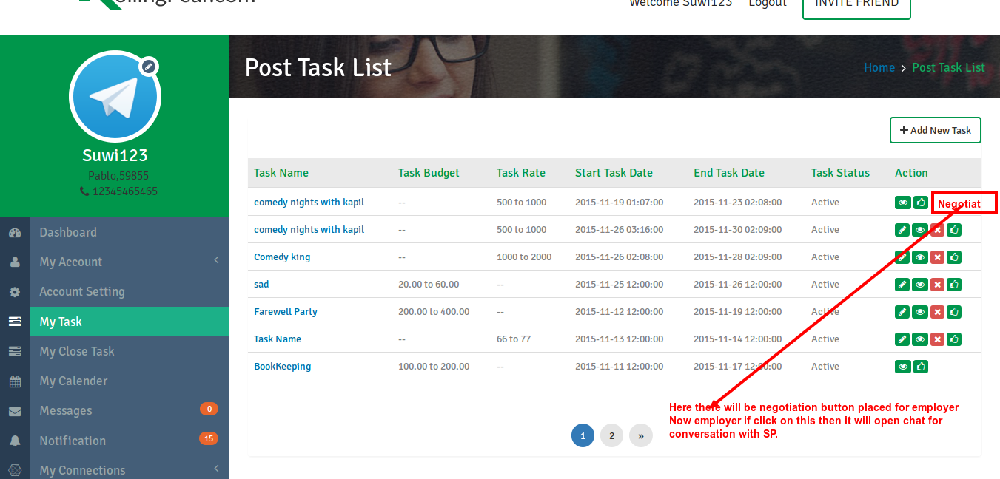 Welcome Suwi123 Logout INVITE FRIEND
Post Task List
Home > Post Task List
Suwi123
Pablo,59855
12345465465
Dashboard
My Account
Account Setting
My Task
My Close Task
My Calender
Messages 0
Notification 15
My Connections
+ Add New Task
Task Name Task Budget Task Rate Start Task Date End Task Date Task Status Action
comedy nights with kapil -- 500 to 1000 2015-11-19 01:07:00 2015-11-23 02:08:00 Active Negotiat
comedy nights with kapil -- 500 to 1000 2015-11-26 03:16:00 2015-11-30 02:09:00 Active
Comedy king -- 1000 to 2000 2015-11-26 02:08:00 2015-11-28 02:09:00 Active
sad 20.00 to 60.00 -- 2015-11-25 12:00:00 2015-11-26 12:00:00 Active
Farewell Party 200.00 to 400.00 -- 2015-11-12 12:00:00 2015-11-19 12:00:00 Active
Task Name -- 66 to 77 2015-11-13 12:00:00 2015-11-14 12:00:00 Active
BookKeeping 100.00 to 200.00 -- 2015-11-11 12:00:00 2015-11-17 12:00:00 Active
Here there will be negotiation button placed for employer
Now employer if click on this then it will open chat for
conversation with SP.
1 2 »